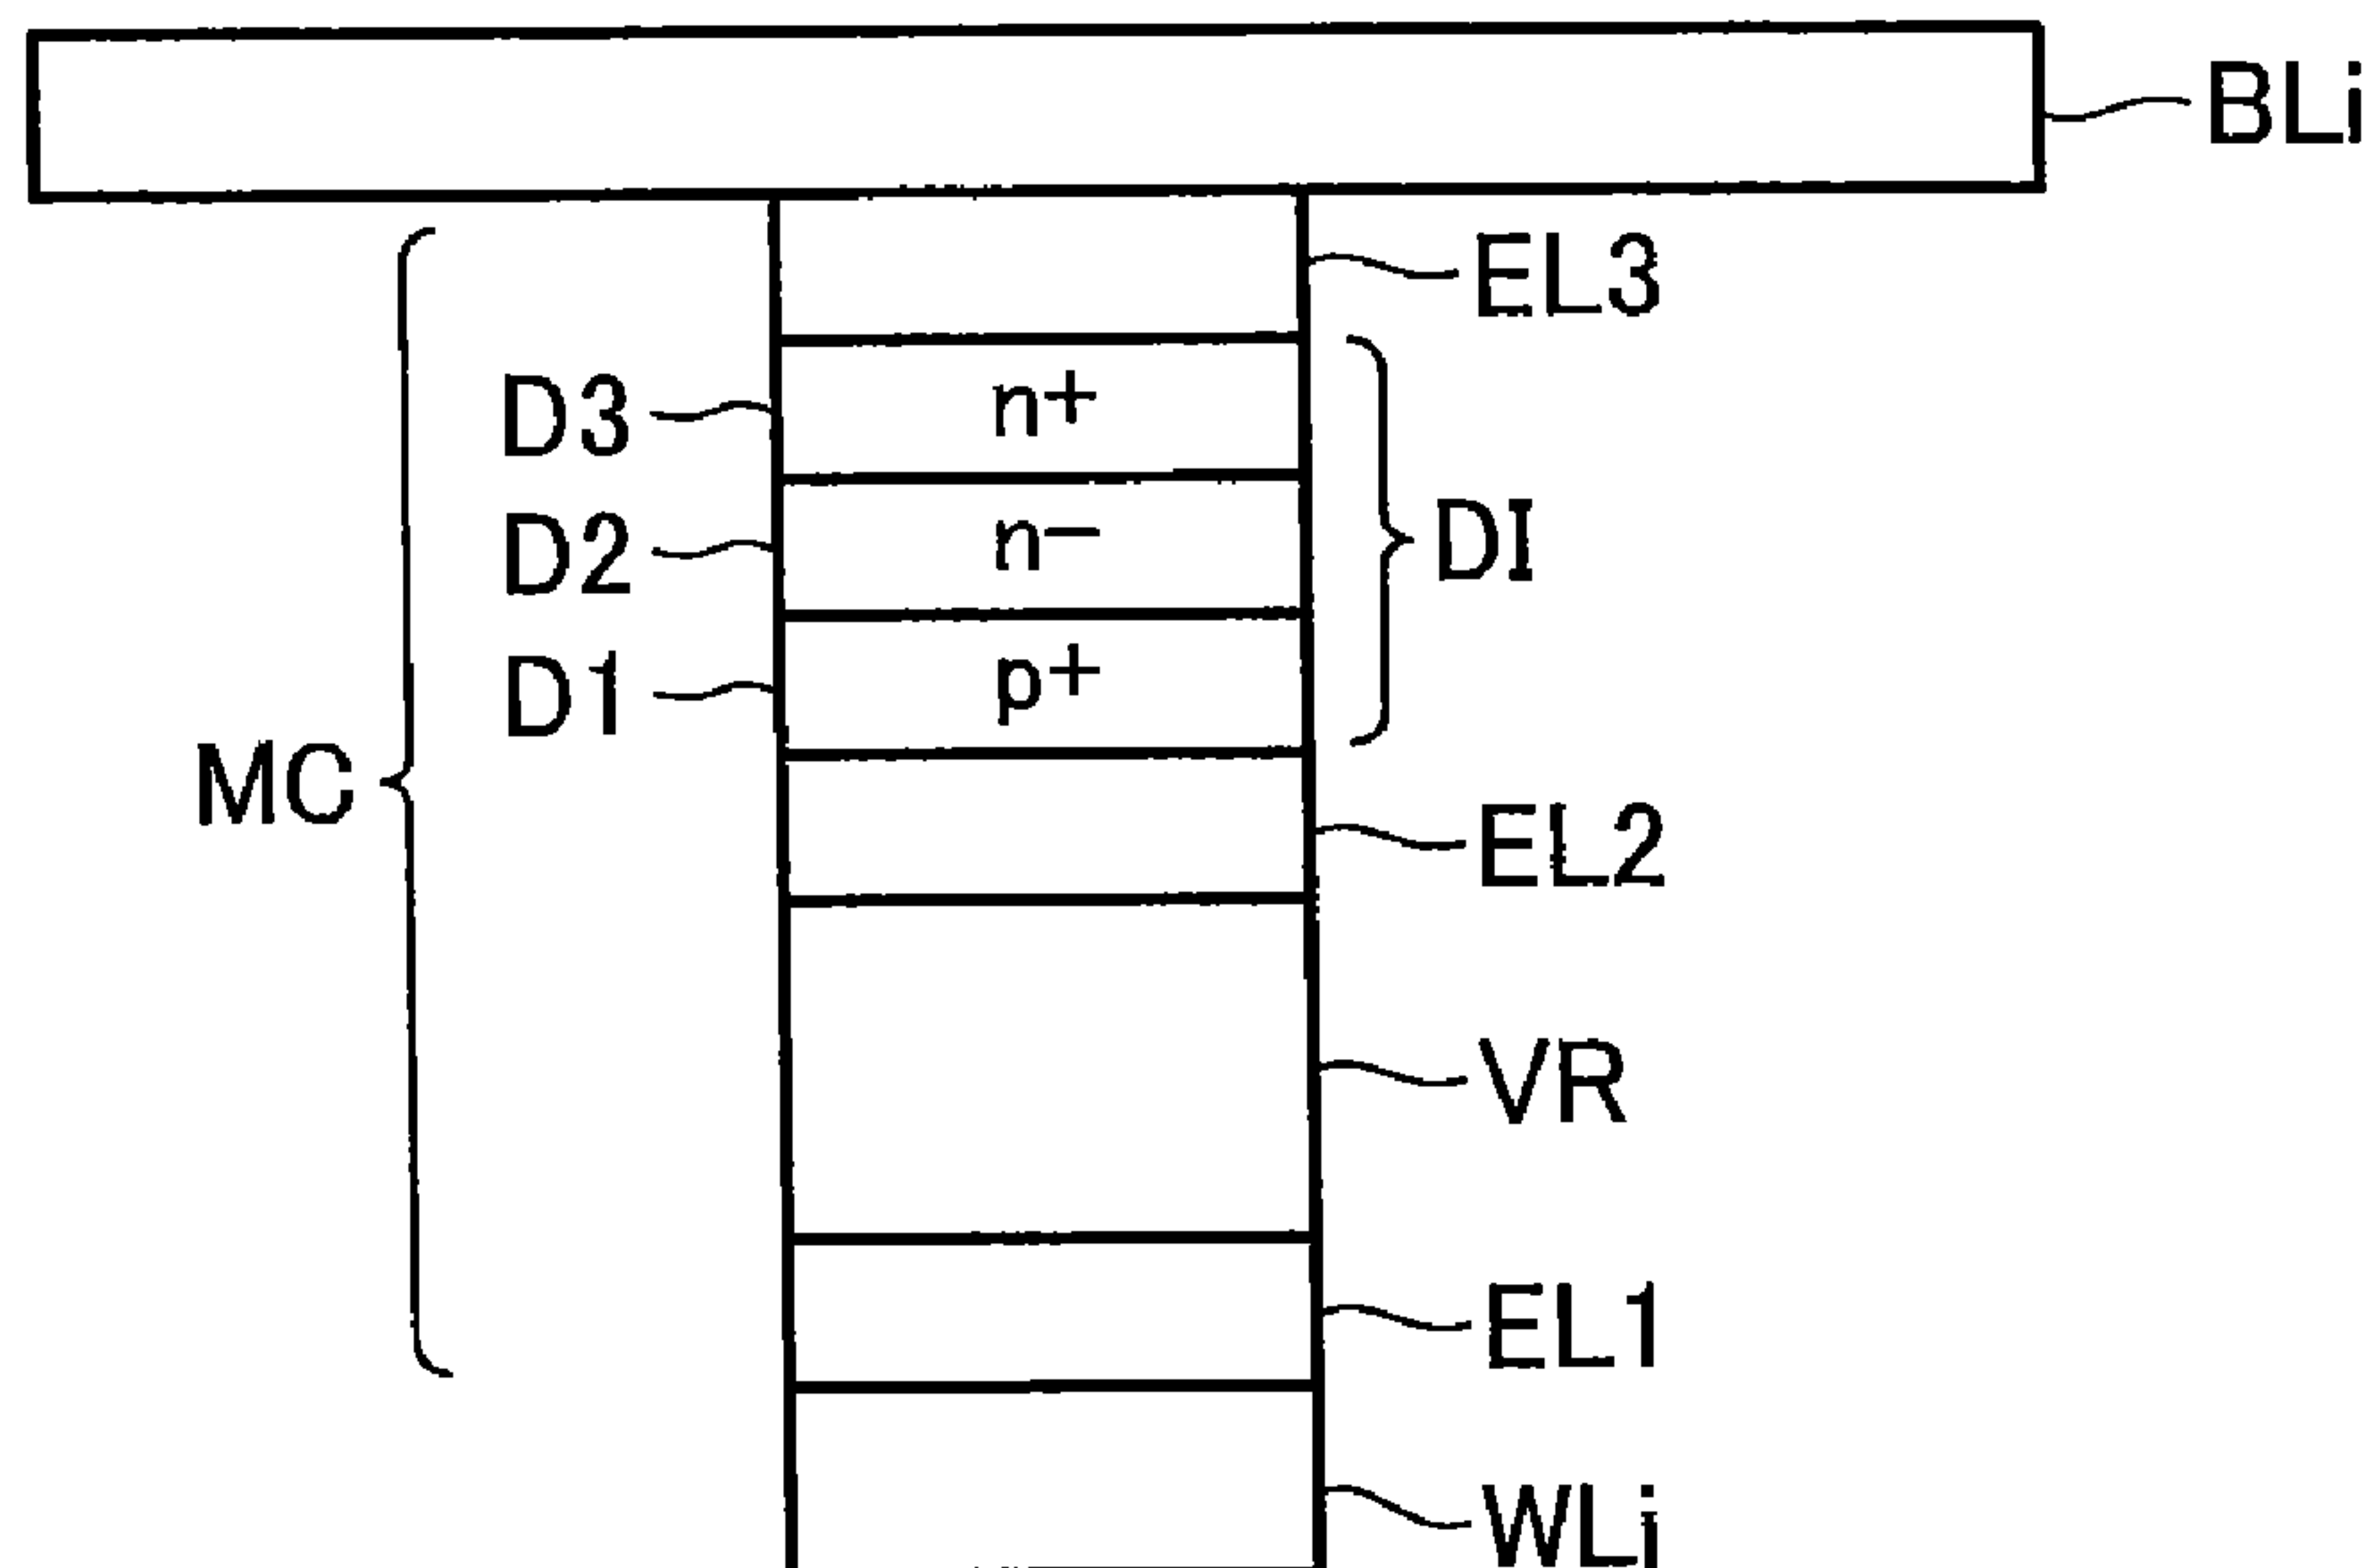 BLi
EL3
D3
n+
D2
n−
DI
D1
p+
MC
EL2
VR
EL1
WLi